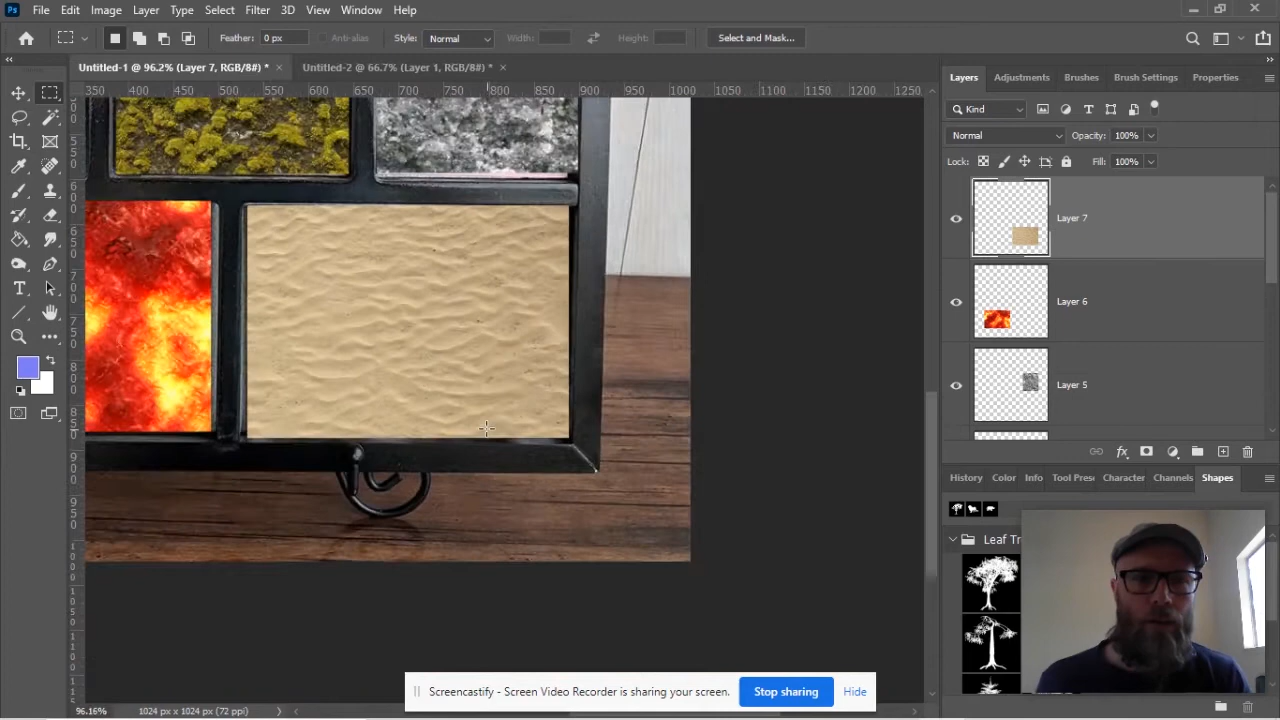 Ps File Edit Image Layer Type Select Filter 3D View Window Help
Feather: 0 px Anti-alias Style: Normal Width: Height: Select and Mask...
Untitled-1 @ 96.2% (Layer 7, RGB/8#) * × Untitled-2 @ 66.7% (Layer 1, RGB/8#) * ×
350 400 450 500 550 600 650 700 750 800 850 900 950 1000 1050 1100 1150 1200 1250
Layers Adjustments Brushes Brush Settings Properties
Kind
Normal Opacity: 100%
Lock: Fill: 100%
Layer 7
Layer 6
Layer 5
fx
History Color Info Tool Pres Character Channels Shapes
Leaf Tr
Screencastify - Screen Video Recorder is sharing your screen. Stop sharing Hide
96.16% 1024 px x 1024 px (72 ppi)